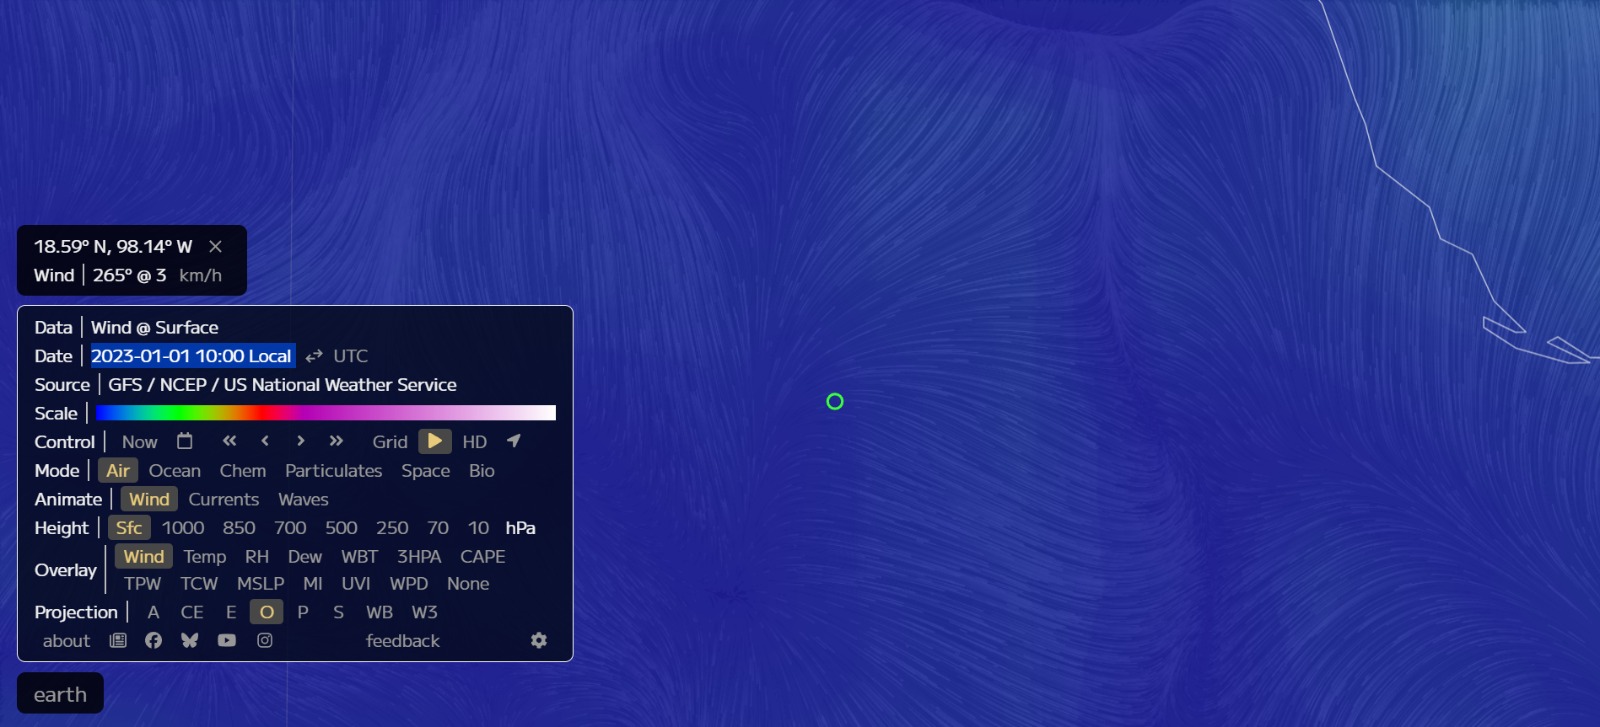 18.59° N, 98.14° W ×
Wind | 265° @ 3 km/h
Data | Wind @ Surface
Date | 2023-01-01 10:00 Local ⇄ UTC
Source | GFS / NCEP / US National Weather Service
Scale |
Control | Now « ‹ › » Grid HD
Mode | Air Ocean Chem Particulates Space Bio
Animate | Wind Currents Waves
Height | Sfc 1000 850 700 500 250 70 10 hPa
Overlay | Wind Temp RH Dew WBT 3HPA CAPE
TPW TCW MSLP MI UVI WPD None
Projection | A CE E O P S WB W3
about feedback
earth